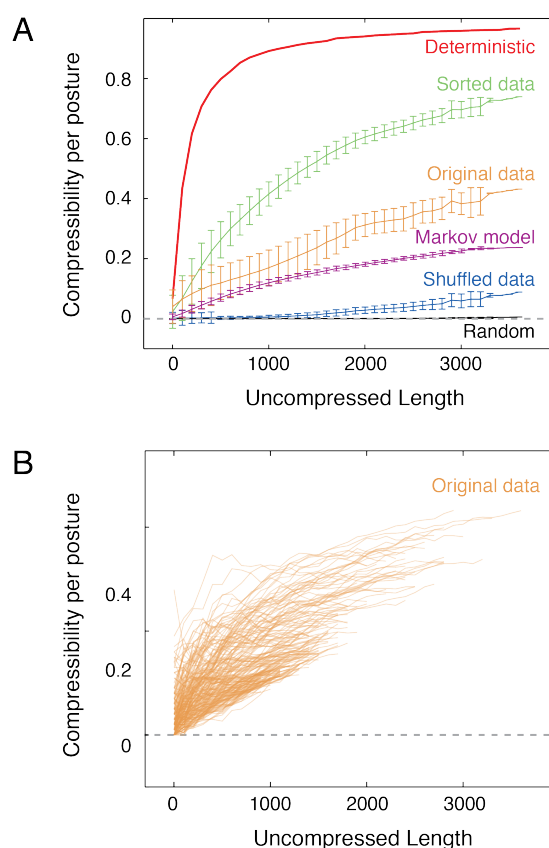 A
Compressibility per posture
0.8
0.6
0.4
0.2
0
Deterministic
Sorted data
Original data
Markov model
Shuffled data
Random
0 1000 2000 3000
Uncompressed Length
B
Compressibility per posture
0.4
0.2
0
Original data
0 1000 2000 3000
Uncompressed Length